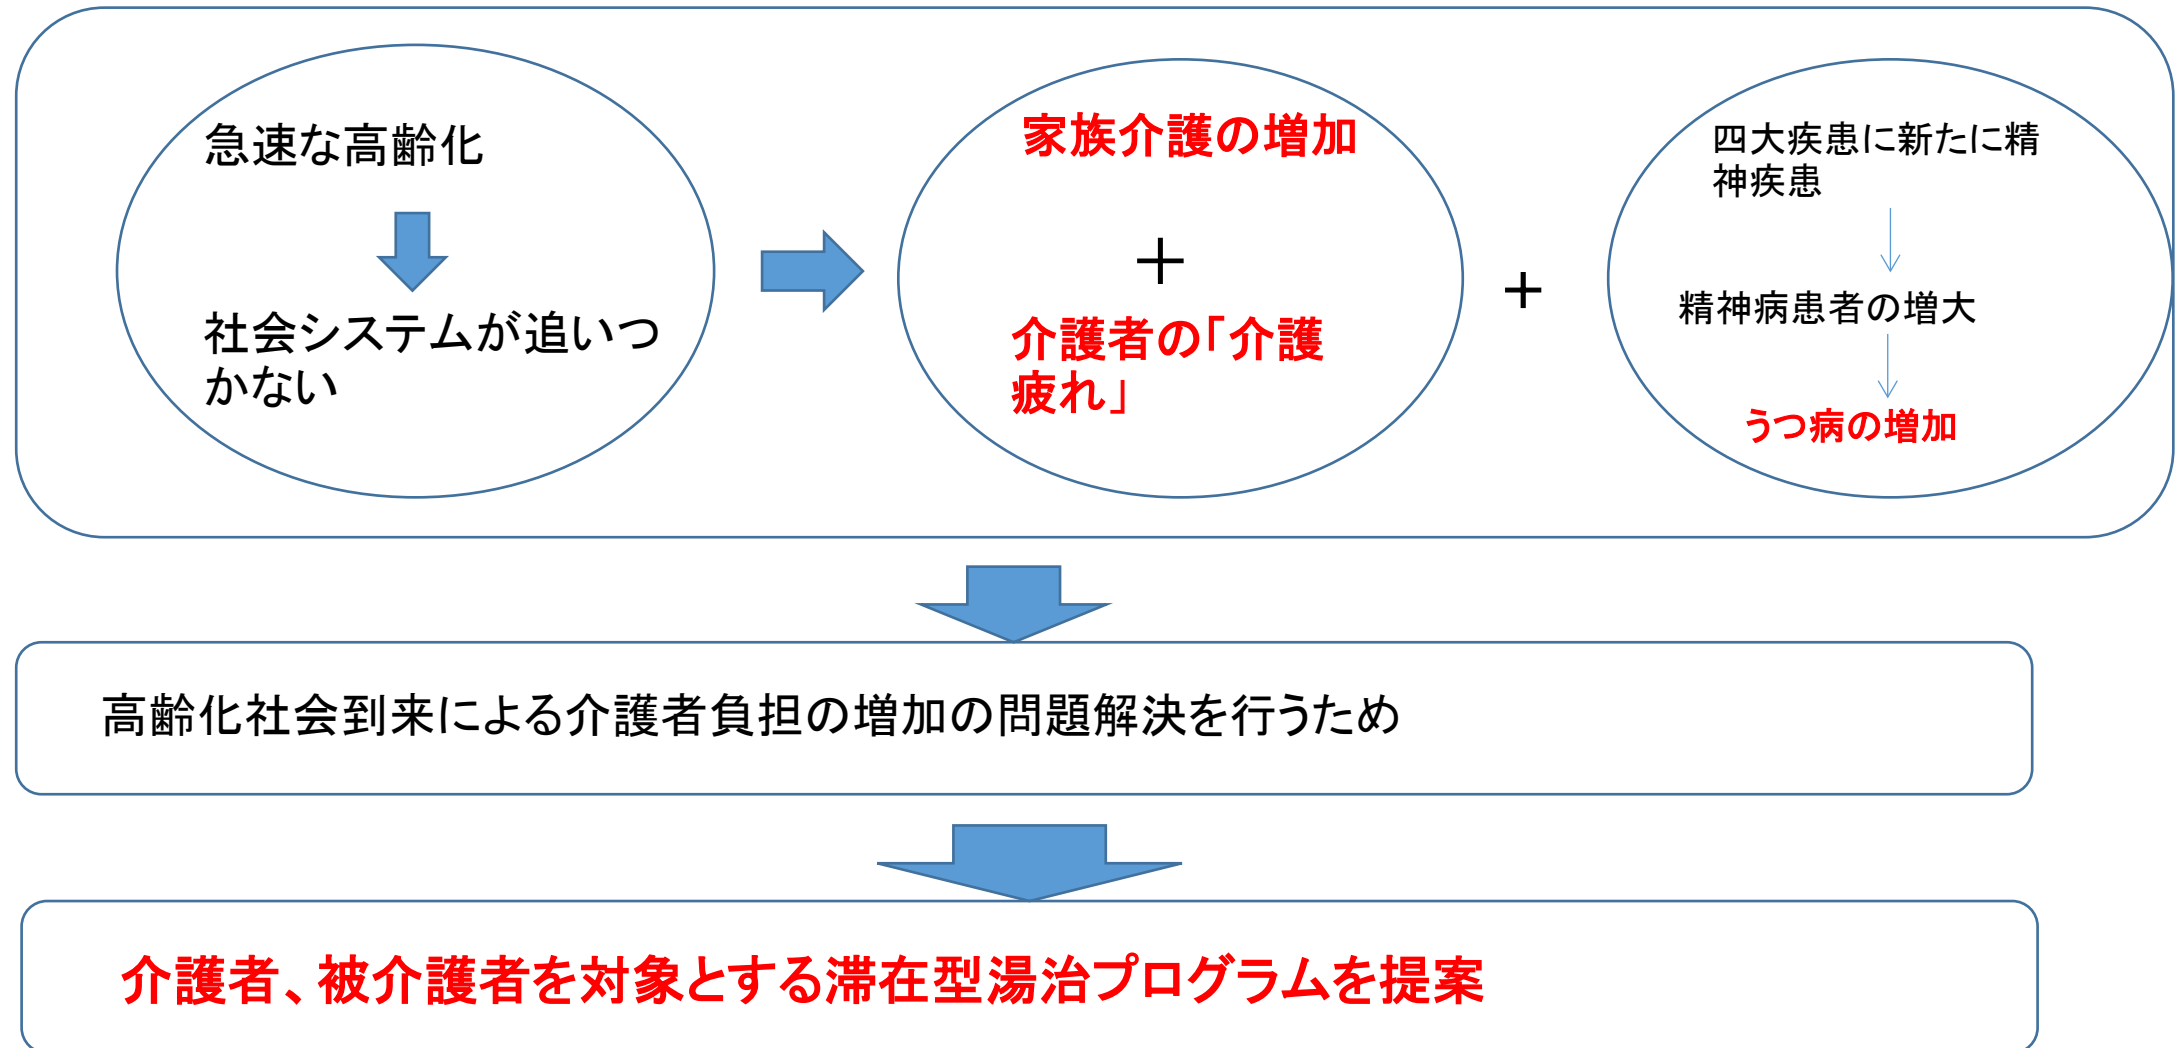 急速な高齢化
社会システムが追いつ
かない
家族介護の増加
＋
介護者の「介護
疲れ」
＋
四大疾患に新たに精
神疾患
精神病患者の増大
うつ病の増加
高齢化社会到来による介護者負担の増加の問題解決を行うため
介護者、被介護者を対象とする滞在型湯治プログラムを提案